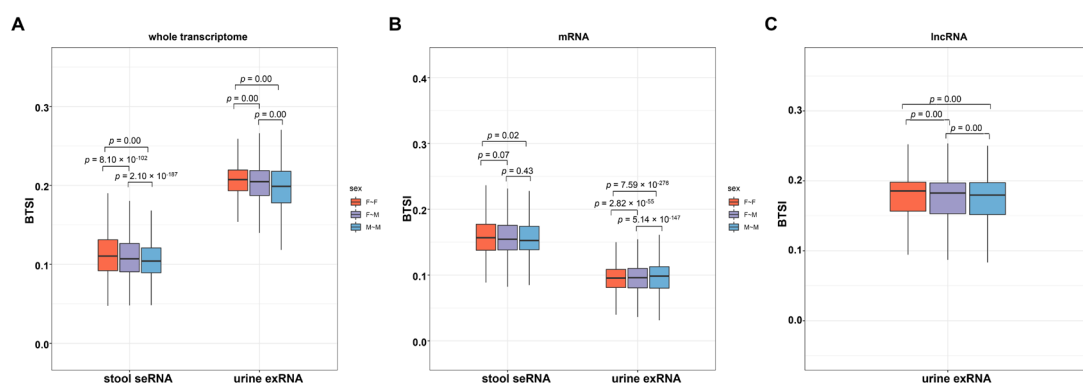 A
whole transcriptome
BTSI
0.3
0.2
0.1
0.0
p = 0.00
p = 8.10 × 10⁻¹⁰²
p = 2.10 × 10⁻¹⁸⁷
p = 0.00
p = 0.00
p = 0.00
stool seRNA
urine exRNA
sex
F~F
F~M
M~M
B
mRNA
BTSI
0.4
0.3
0.2
0.1
0.0
p = 0.02
p = 0.07
p = 0.43
p = 7.59 × 10⁻²⁷⁸
p = 2.82 × 10⁻⁵⁵
p = 5.14 × 10⁻¹⁴⁷
stool seRNA
urine exRNA
sex
F~F
F~M
M~M
C
lncRNA
BTSI
0.3
0.2
0.1
0.0
p = 0.00
p = 0.00
p = 0.00
urine exRNA